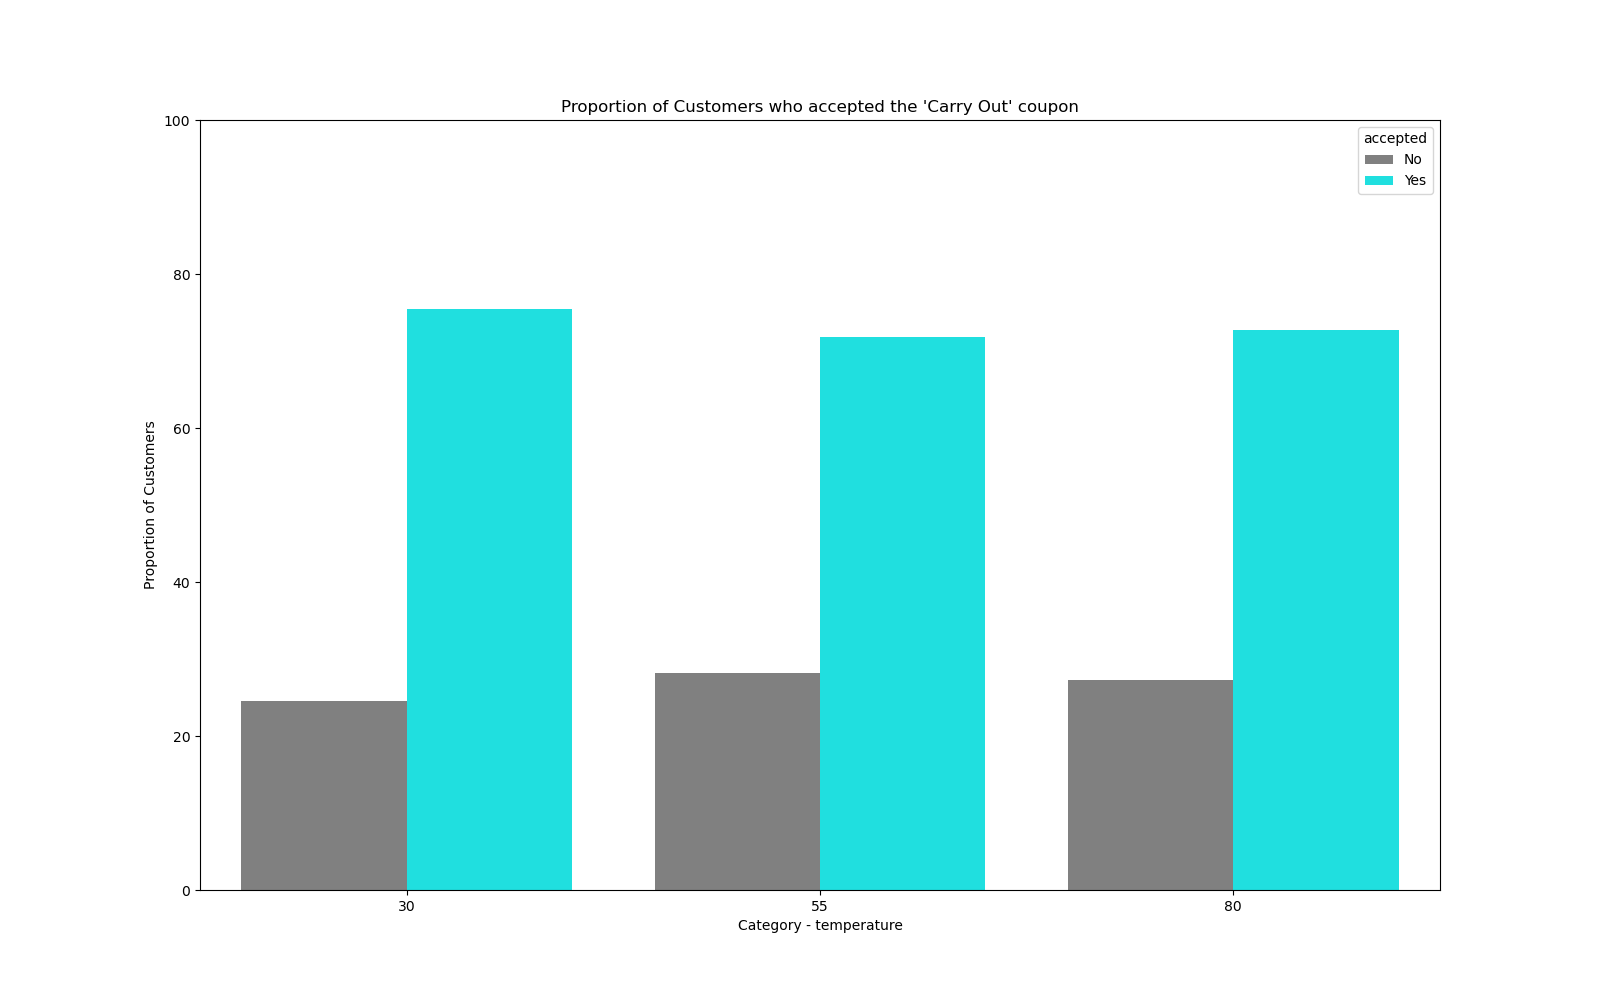 Proportion of Customers who accepted the 'Carry Out' coupon
100
80
60
40
20
0
Proportion of Customers
accepted
No
Yes
30 55 80
Category - temperature